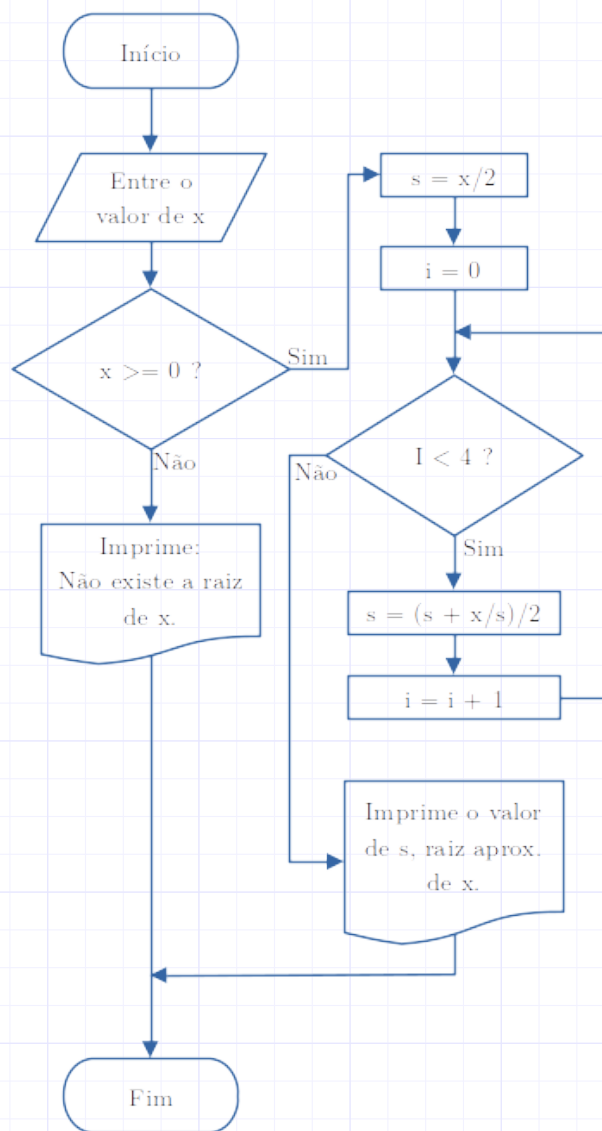 Início
Entre o
valor de x
x >= 0 ?
Sim
Não
Imprime:
Não existe a raiz
de x.
s = x/2
i = 0
I < 4 ?
Não
Sim
s = (s + x/s)/2
i = i + 1
Imprime o valor
de s, raiz aprox.
de x.
Fim